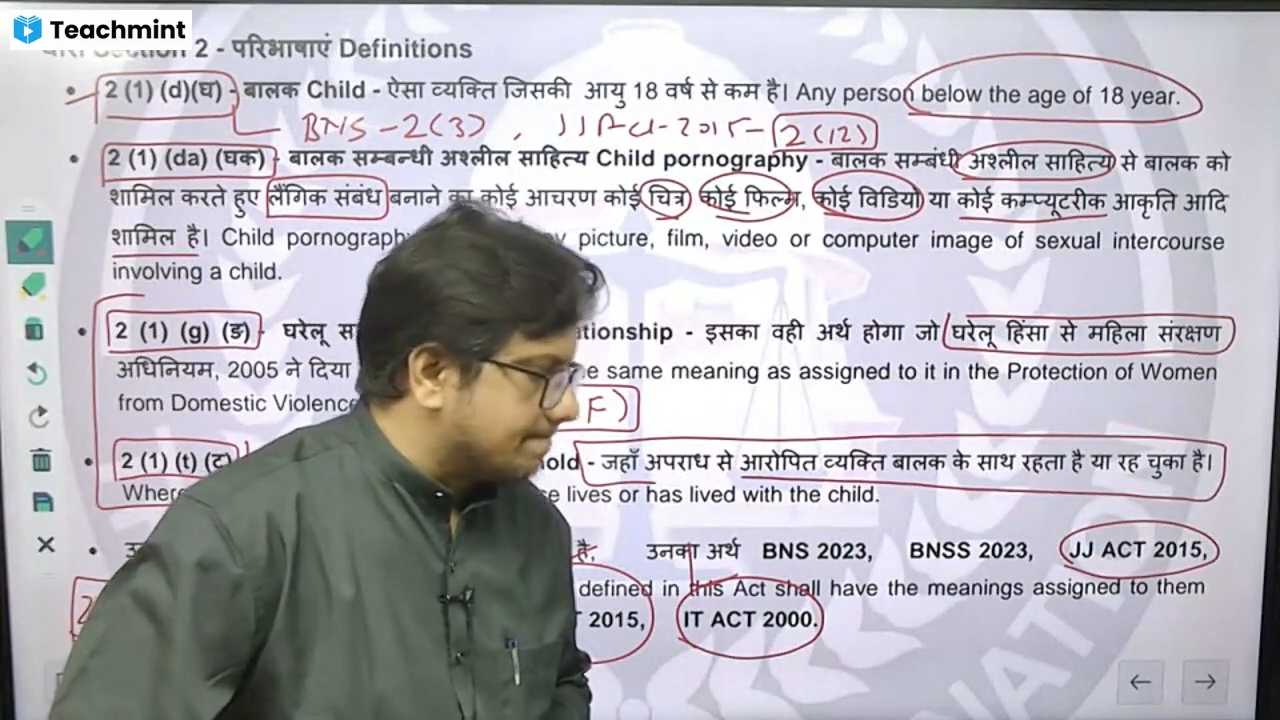 Teachmint
Section 2 - परिभाषाएं Definitions
• 2 (1) (d)(घ) - बालक Child - ऐसा व्यक्ति जिसकी आयु 18 वर्ष से कम है। Any person below the age of 18 year.
BNS - 2(3) , JJ Act - 2015 - 2(12)
• 2 (1) (da) (घक) - बालक सम्बन्धी अश्लील साहित्य Child pornography - बालक सम्बंधी अश्लील साहित्य से बालक को
शामिल करते हुए लैंगिक संबंध बनाने का कोई आचरण कोई चित्र कोई फिल्म, कोई विडियो या कोई कम्प्यूटरीक आकृति आदि
शामिल है। Child pornography picture, film, video or computer image of sexual intercourse
involving a child.
• 2 (1) (g) (ङ) - घरेलू - इसका वही अर्थ होगा जो घरेलू हिंसा से महिला संरक्षण
अधिनियम, 2005 ने दिया same meaning as assigned to it in the Protection of Women
from Domestic Violence F)
• 2 (1) (t) (ट) - जहाँ अपराध से आरोपित व्यक्ति बालक के साथ रहता है या रह चुका है।
lives or has lived with the child.
• है, उनका अर्थ BNS 2023, BNSS 2023, JJ ACT 2015,
defined in this Act shall have the meanings assigned to them
2015, IT ACT 2000.